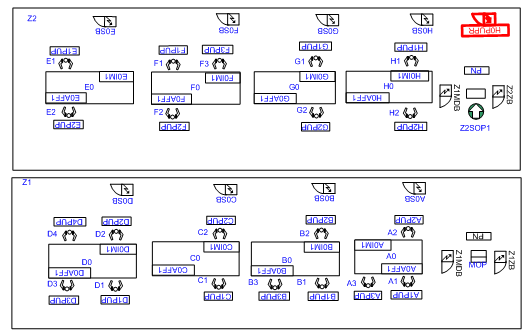 Z2
E0SB
F0SB
G0SB
H0SB
H0PUPR
E1PUP
F1PUP
F3PUP
G1PUP
H1PUP
E1
F1
F3
G1
H1
PN
E0IM1
F0IM1
G0IM1
H0IM1
E0
F0
G0
H0
E0AFF1
F0AFF1
G0AFF1
H0AFF1
Z1MDB
Z2ZB
E2
F2
G2
H2
E2PUP
F2PUP
G2PUP
H2PUP
Z2SOP1
Z1
D0SB
C0SB
B0SB
A0SB
D4PUP
D2PUP
C2PUP
B2PUP
A2PUP
D4
D2
C2
B2
A2
PN
D0IM1
C0IM1
B0IM1
A0IM1
D0
C0
B0
A0
D0AFF1
C0AFF1
B0AFF1
A0AFF1
Z1MDB
MOP
Z1ZB
D3
D1
C1
B3
B1
A3
A1
D3PUP
D1PUP
C1PUP
B3PUP
B1PUP
A3PUP
A1PUP